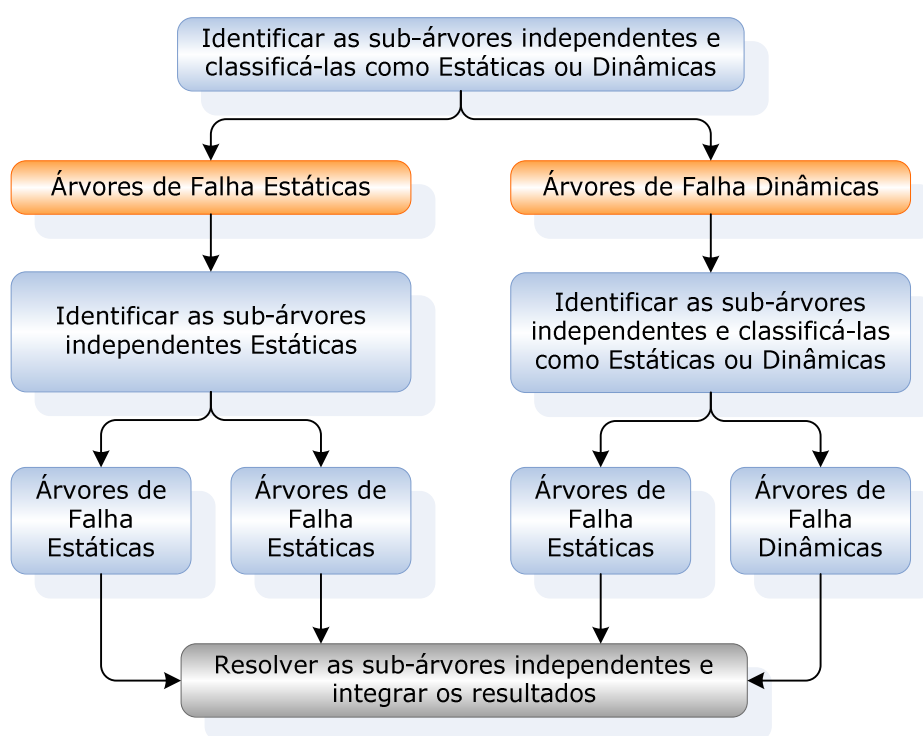 Identificar as sub-árvores independentes e
classificá-las como Estáticas ou Dinâmicas
Árvores de Falha Estáticas
Árvores de Falha Dinâmicas
Identificar as sub-árvores
independentes Estáticas
Identificar as sub-árvores
independentes e classificá-las
como Estáticas ou Dinâmicas
Árvores de
Falha
Estáticas
Árvores de
Falha
Estáticas
Árvores de
Falha
Estáticas
Árvores de
Falha
Dinâmicas
Resolver as sub-árvores independentes e
integrar os resultados